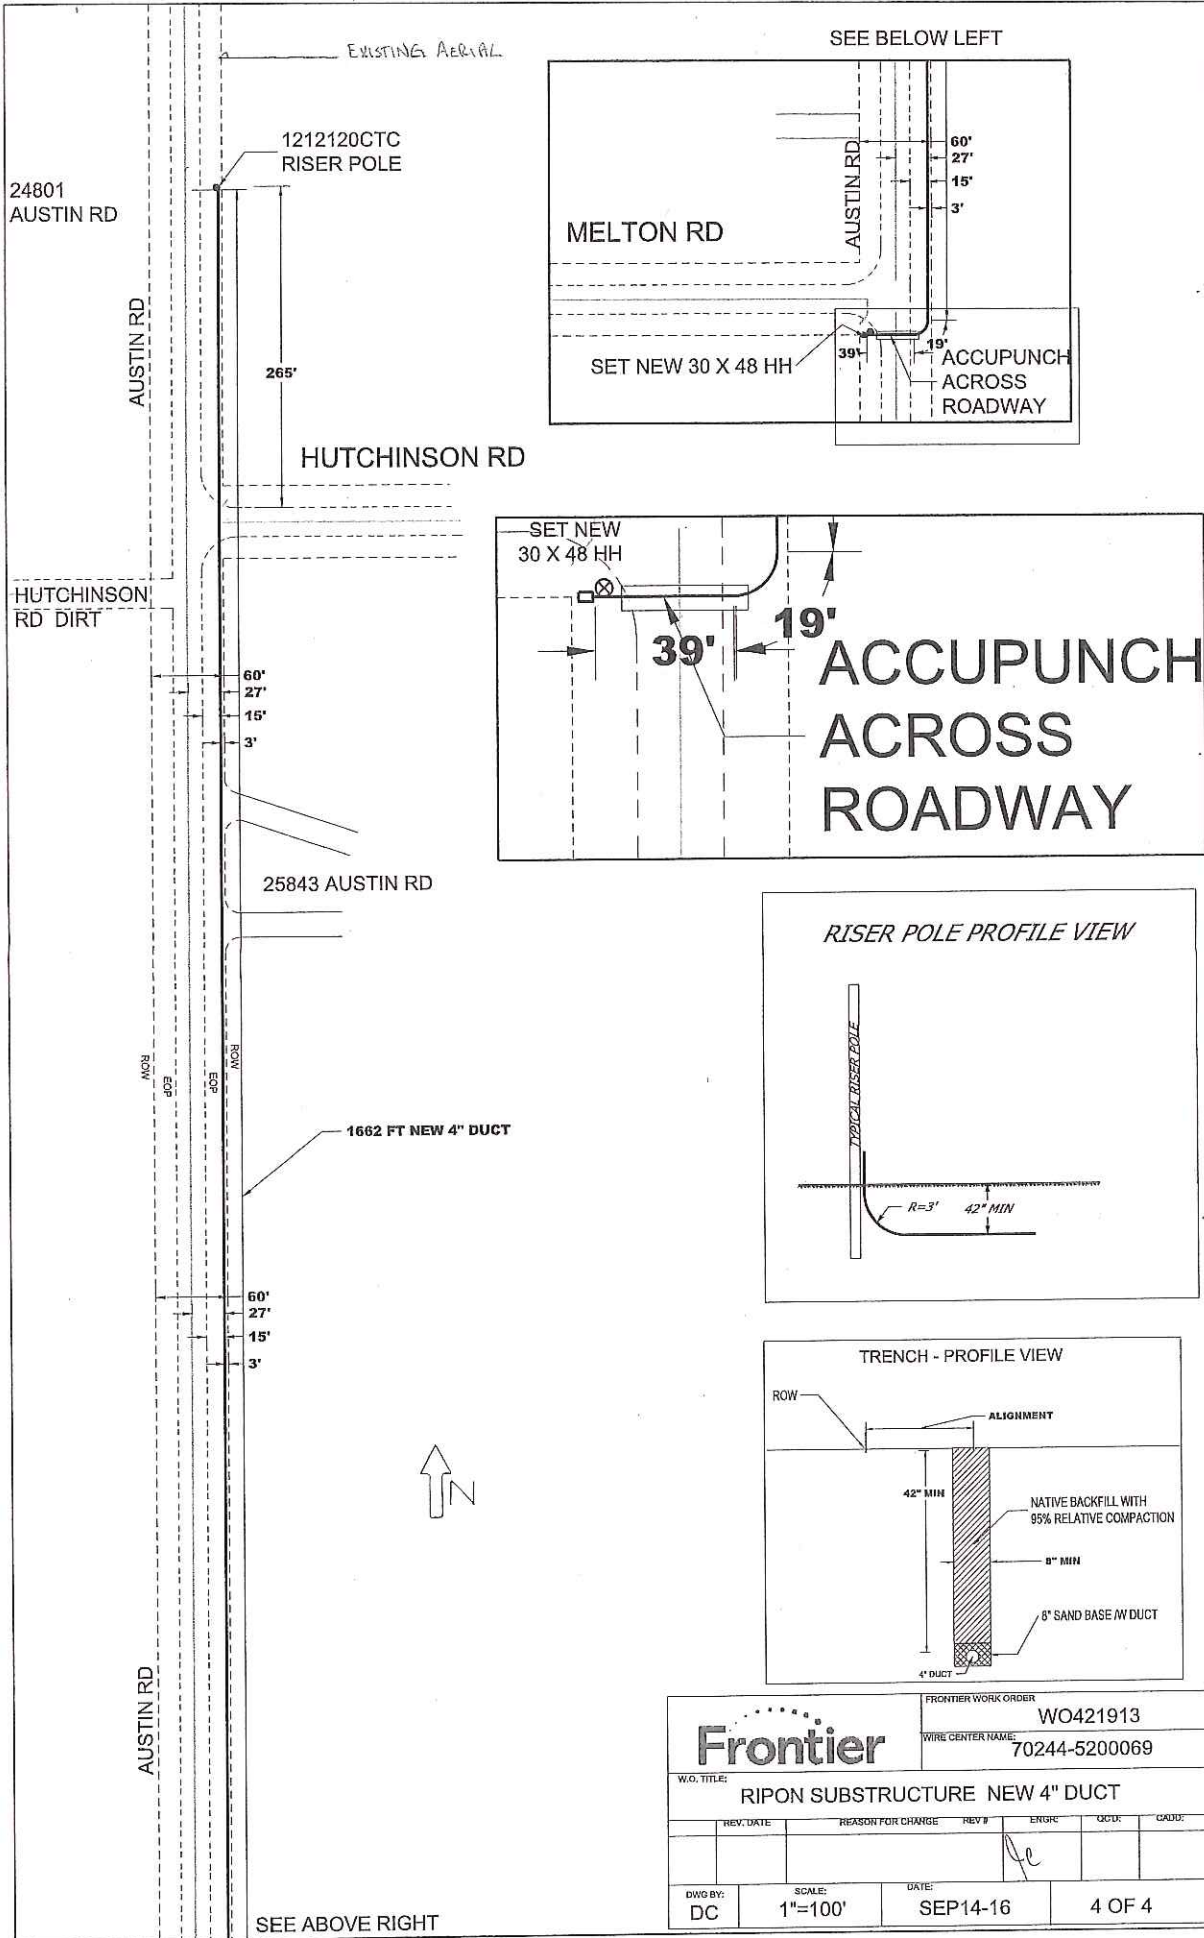 EXISTING AERIAL
SEE BELOW LEFT
1212120CTC
RISER POLE
24801
AUSTIN RD
AUSTIN RD
265'
HUTCHINSON RD
HUTCHINSON
RD DIRT
60'
27'
15'
3'
25843 AUSTIN RD
ROW
EOP
EOP
ROW
1662 FT NEW 4" DUCT
60'
27'
15'
3'
N
AUSTIN RD
SEE ABOVE RIGHT
MELTON RD
AUSTIN RD
60'
27'
15'
3'
SET NEW 30 X 48 HH
39'
19'
ACCUPUNCH
ACROSS
ROADWAY
SET NEW
30 X 48 HH
39'
19'
ACCUPUNCH
ACROSS
ROADWAY
RISER POLE PROFILE VIEW
TYPICAL RISER POLE
R=3'
42" MIN
TRENCH - PROFILE VIEW
ROW
ALIGNMENT
42" MIN
NATIVE BACKFILL WITH
95% RELATIVE COMPACTION
8" MIN
8" SAND BASE /W DUCT
4" DUCT
Frontier
FRONTIER WORK ORDER
WO421913
WIRE CENTER NAME:
70244-5200069
W.O. TITLE:
RIPON SUBSTRUCTURE NEW 4" DUCT
REV. DATE REASON FOR CHANGE REV # ENGR: QCD: CADD:
DWG BY: SCALE: DATE:
DC 1"=100' SEP14-16 4 OF 4